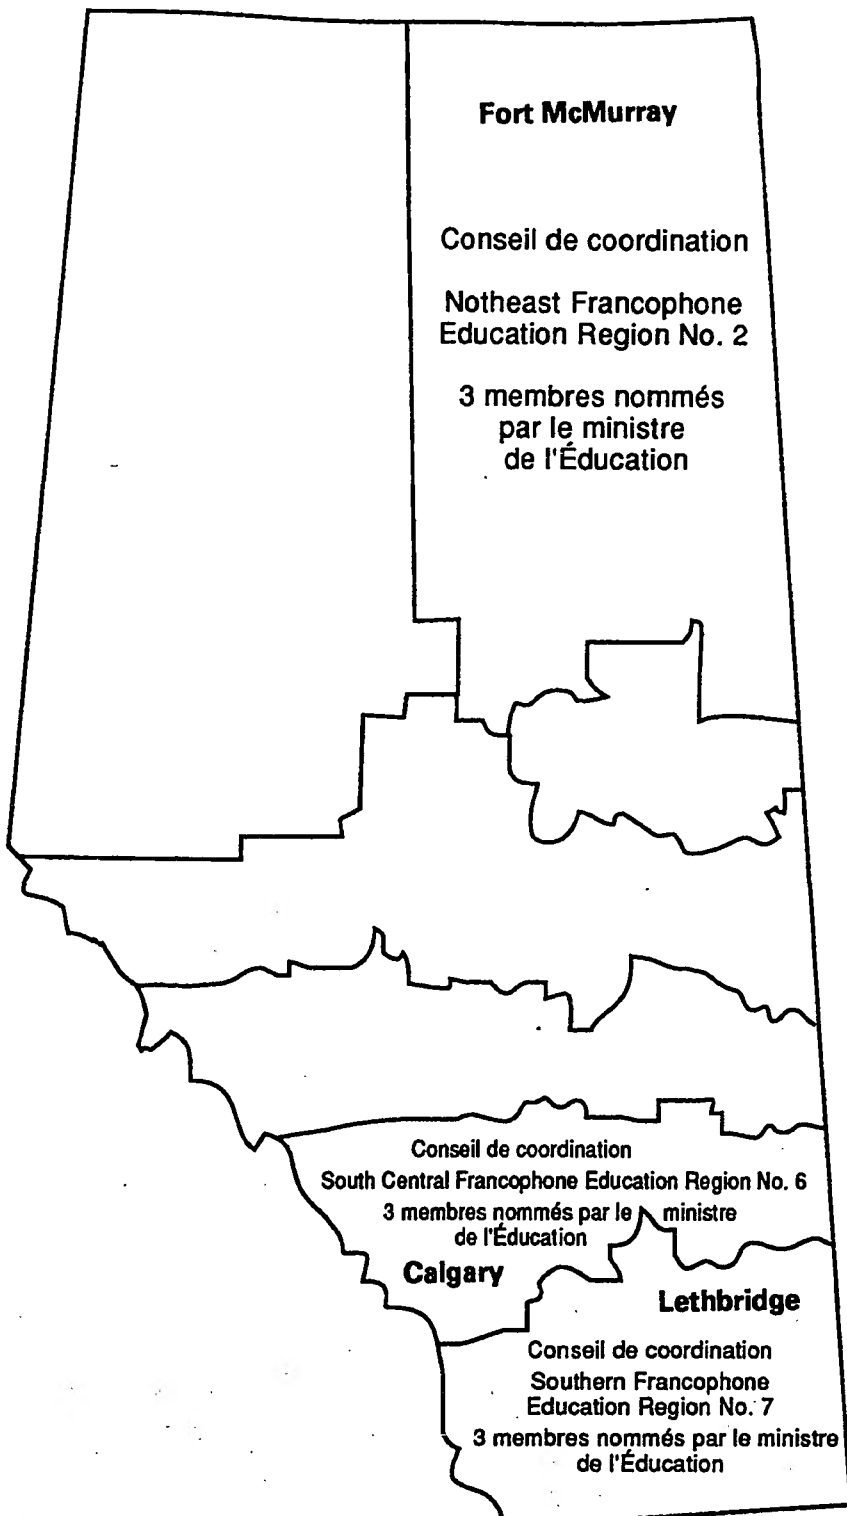 Fort McMurray
Conseil de coordination
Notheast Francophone
Education Region No. 2
3 membres nommés
par le ministre
de l'Éducation
Conseil de coordination
South Central Francophone Education Region No. 6
3 membres nommés par le ministre
de l'Éducation
Calgary
Lethbridge
Conseil de coordination
Southern Francophone
Education Region No. 7
3 membres nommés par le ministre
de l'Éducation